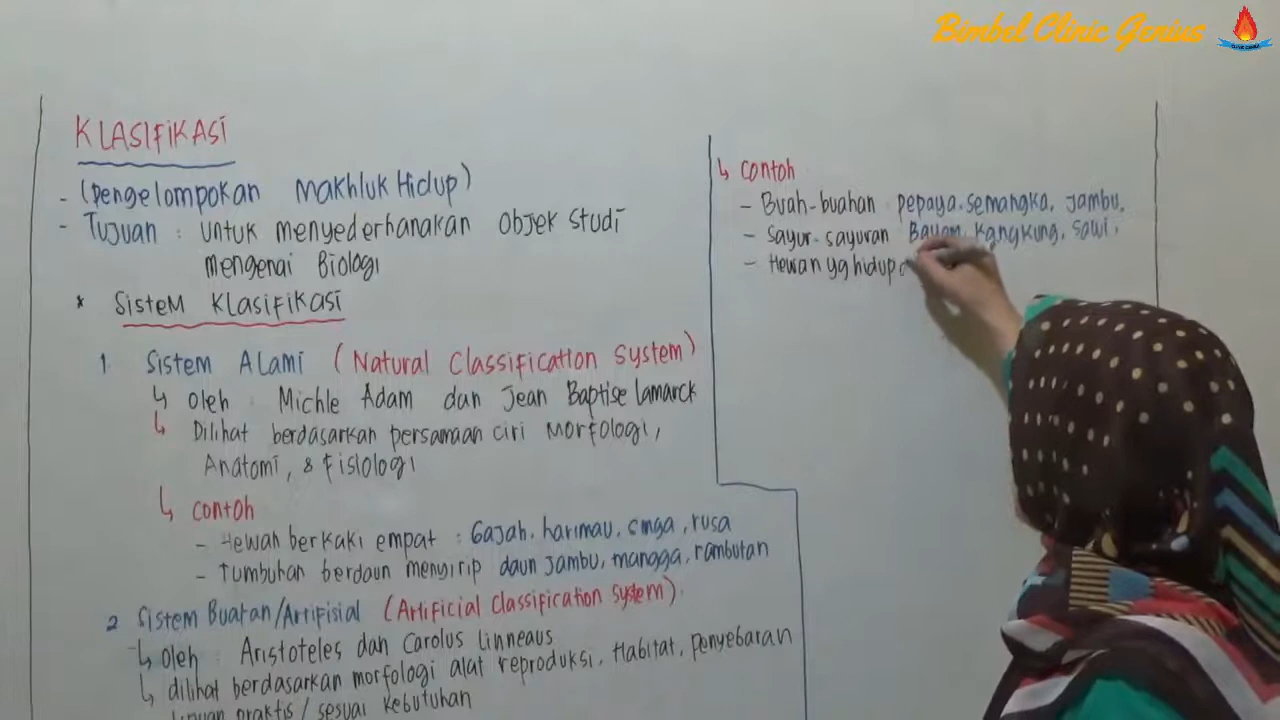 Bimbel Clinic Genius
KLASIFIKASI
- (pengelompokan Makhluk Hidup)
- Tujuan : untuk menyederhanakan objek studi
mengenai Biologi
* Sistem Klasifikasi
1 Sistem Alami (Natural Classification System)
↳ oleh : Michle Adam dan Jean Baptise Lamarck
↳ Dilihat berdasarkan persamaan ciri Morfologi,
Anatomi, & Fisiologi
↳ contoh
- Hewan berkaki empat : Gajah, harimau, singa, rusa
- Tumbuhan berdaun menyirip daun jambu, mangga, rambutan
2 Sistem Buatan/Artifisial (Artificial Classification System).
↳ oleh : Aristoteles dan Carolus Linneaus
↳ dilihat berdasarkan morfologi alat reproduksi, Habitat, penyebaran
praktis / sesuai kebutuhan
↳ contoh
- Buah-buahan : pepaya, semangka, jambu,
- Sayur-sayuran Bayam, kangkung, sawi,
- Hewan yg hidup